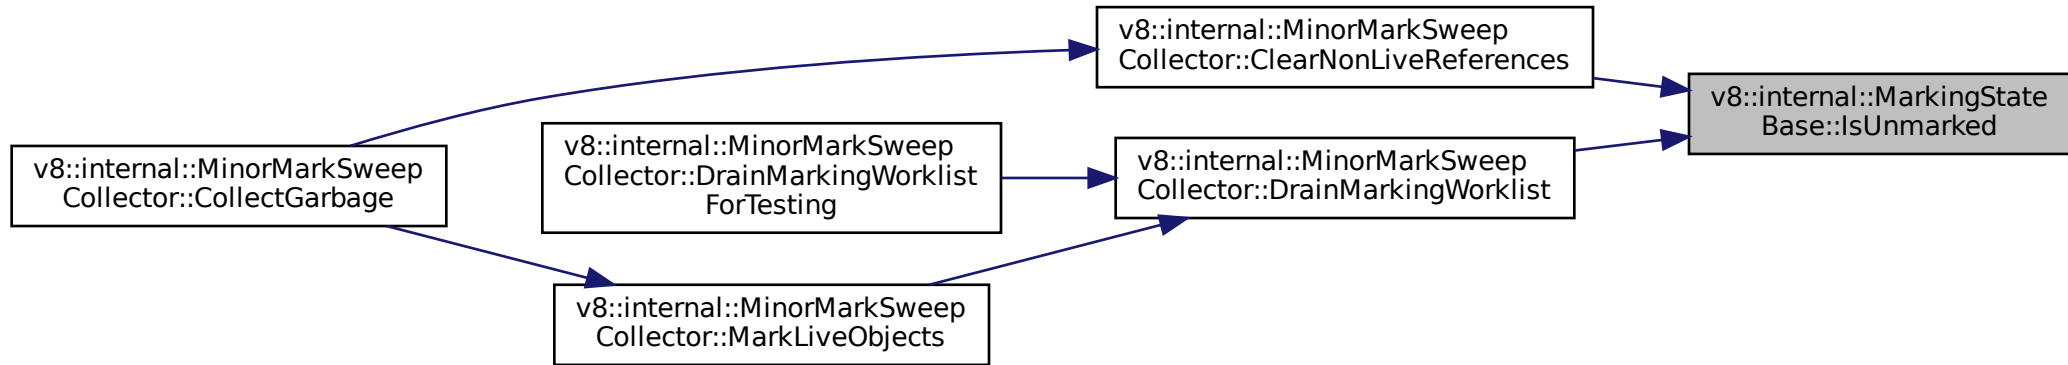 v8::internal::MinorMarkSweep
Collector::ClearNonLiveReferences
v8::internal::MarkingState
Base::IsUnmarked
v8::internal::MinorMarkSweep
Collector::DrainMarkingWorklist
ForTesting
v8::internal::MinorMarkSweep
Collector::DrainMarkingWorklist
v8::internal::MinorMarkSweep
Collector::CollectGarbage
v8::internal::MinorMarkSweep
Collector::MarkLiveObjects